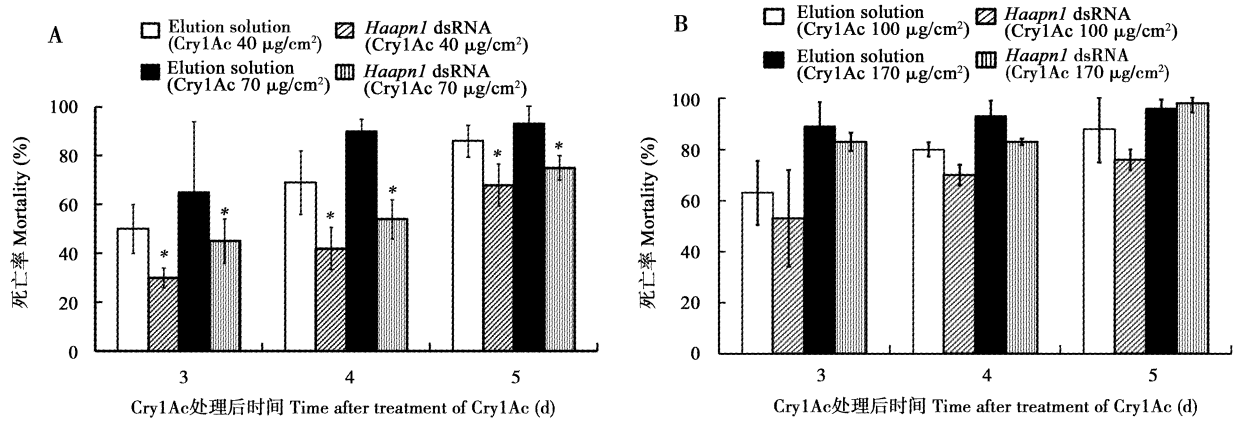 A
Elution solution
(Cry1Ac 40 μg/cm²)
Haapn1 dsRNA
(Cry1Ac 40 μg/cm²)
Elution solution
(Cry1Ac 70 μg/cm²)
Haapn1 dsRNA
(Cry1Ac 70 μg/cm²)
死亡率 Mortality (%)
100
80
60
40
20
0
*
*
*
*
*
*
3
4
5
Cry1Ac处理后时间 Time after treatment of Cry1Ac (d)
B
Elution solution
(Cry1Ac 100 μg/cm²)
Haapn1 dsRNA
(Cry1Ac 100 μg/cm²)
Elution solution
(Cry1Ac 170 μg/cm²)
Haapn1 dsRNA
(Cry1Ac 170 μg/cm²)
死亡率 Mortality (%)
100
80
60
40
20
0
3
4
5
Cry1Ac处理后时间 Time after treatment of Cry1Ac (d)